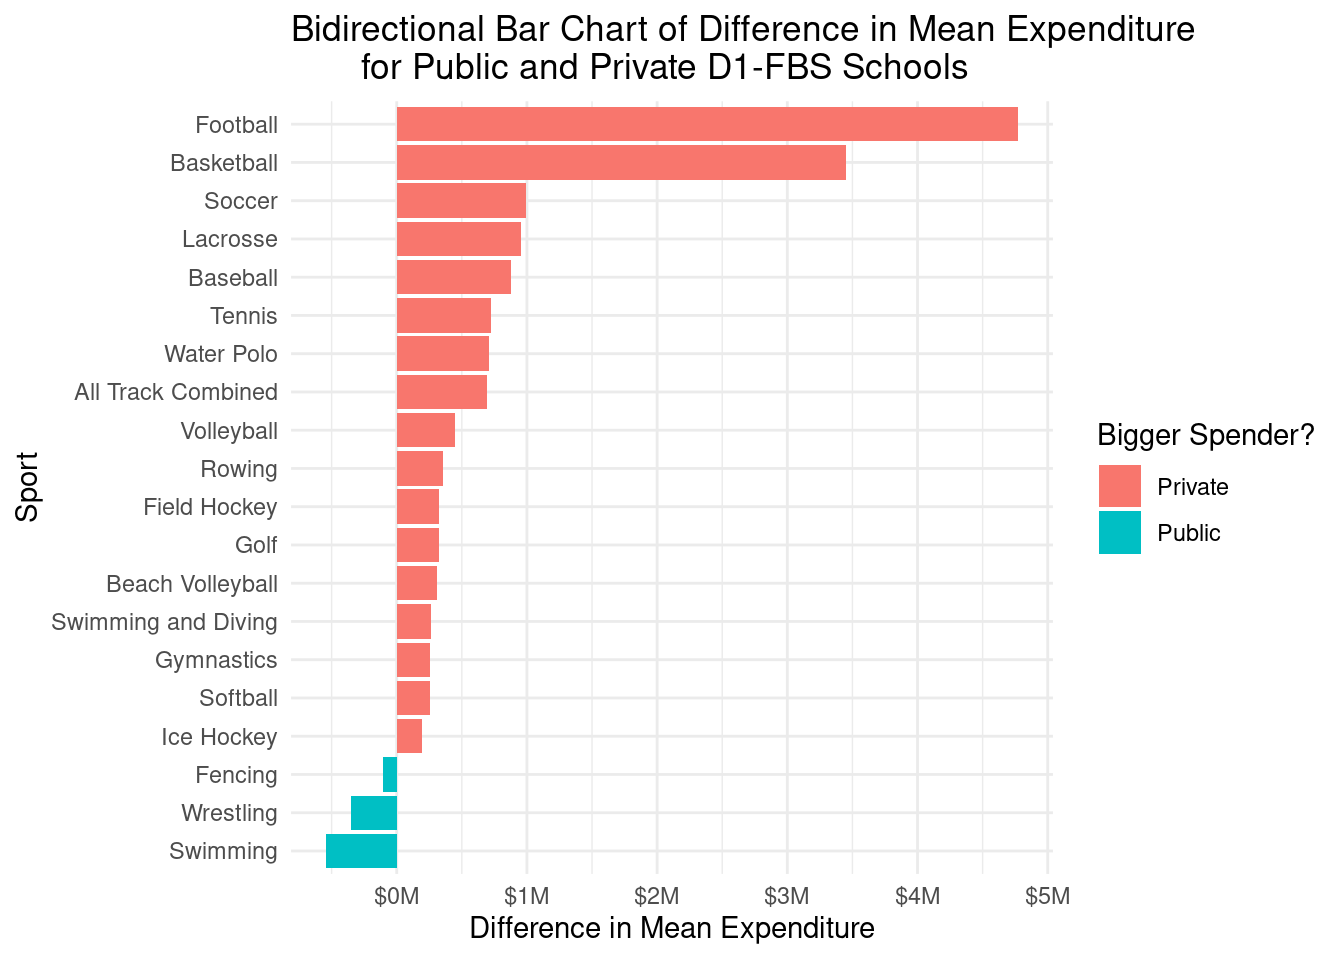 Bidirectional Bar Chart of Difference in Mean Expenditure
for Public and Private D1-FBS Schools
Football
Basketball
Soccer
Lacrosse
Baseball
Tennis
Water Polo
All Track Combined
Volleyball
Rowing
Field Hockey
Golf
Beach Volleyball
Swimming and Diving
Gymnastics
Softball
Ice Hockey
Fencing
Wrestling
Swimming
Sport
$0M $1M $2M $3M $4M $5M
Difference in Mean Expenditure
Bigger Spender?
Private
Public